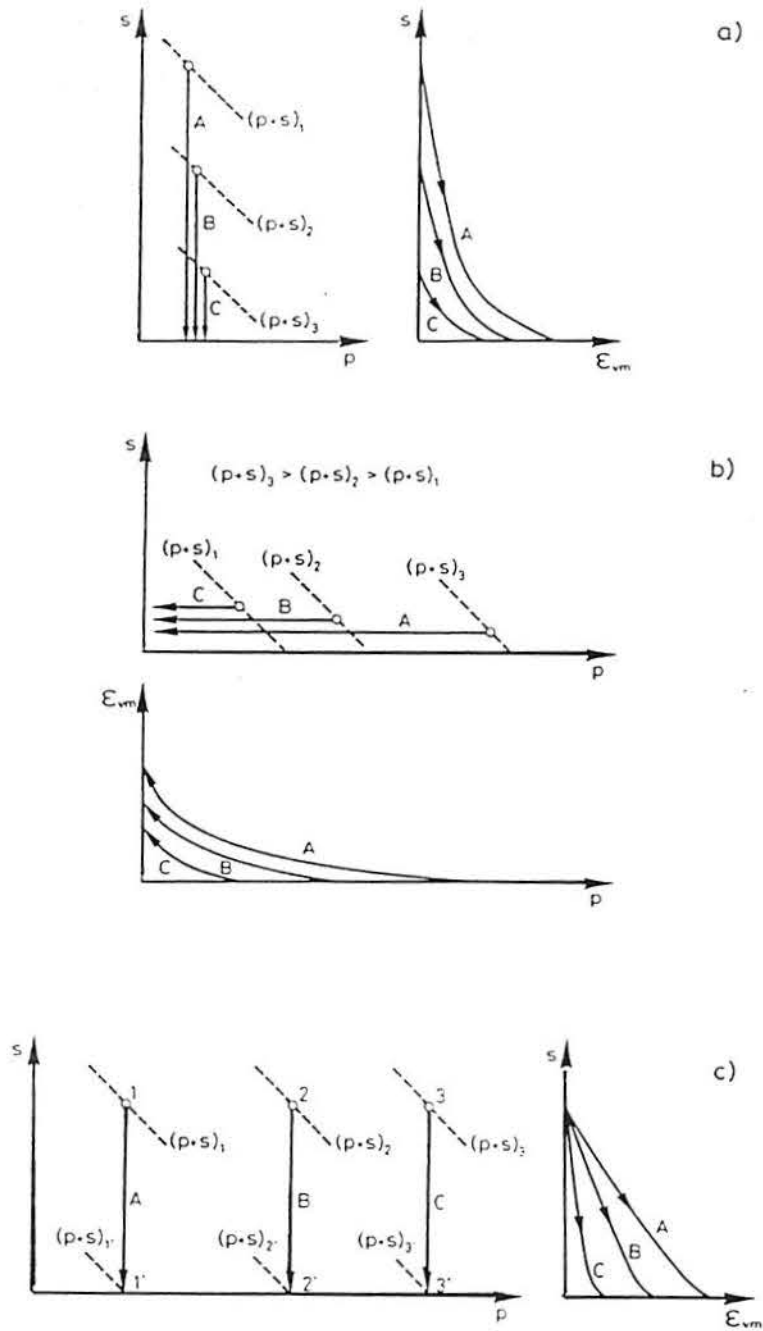 a)
s
A
(p+s)₁
B
(p+s)₂
C
(p+s)₃
p
s
A
B
C
εvm
b)
s
(p+s)₃ > (p+s)₂ > (p+s)₁
(p+s)₁
(p+s)₂
(p+s)₃
C
B
A
p
εvm
A
B
C
p
c)
s
1
2
3
(p+s)₁
(p+s)₂
(p+s)₃
A
B
C
(p+s)₁'
(p+s)₂'
(p+s)₃'
1'
2'
3'
p
s
A
B
C
εvm